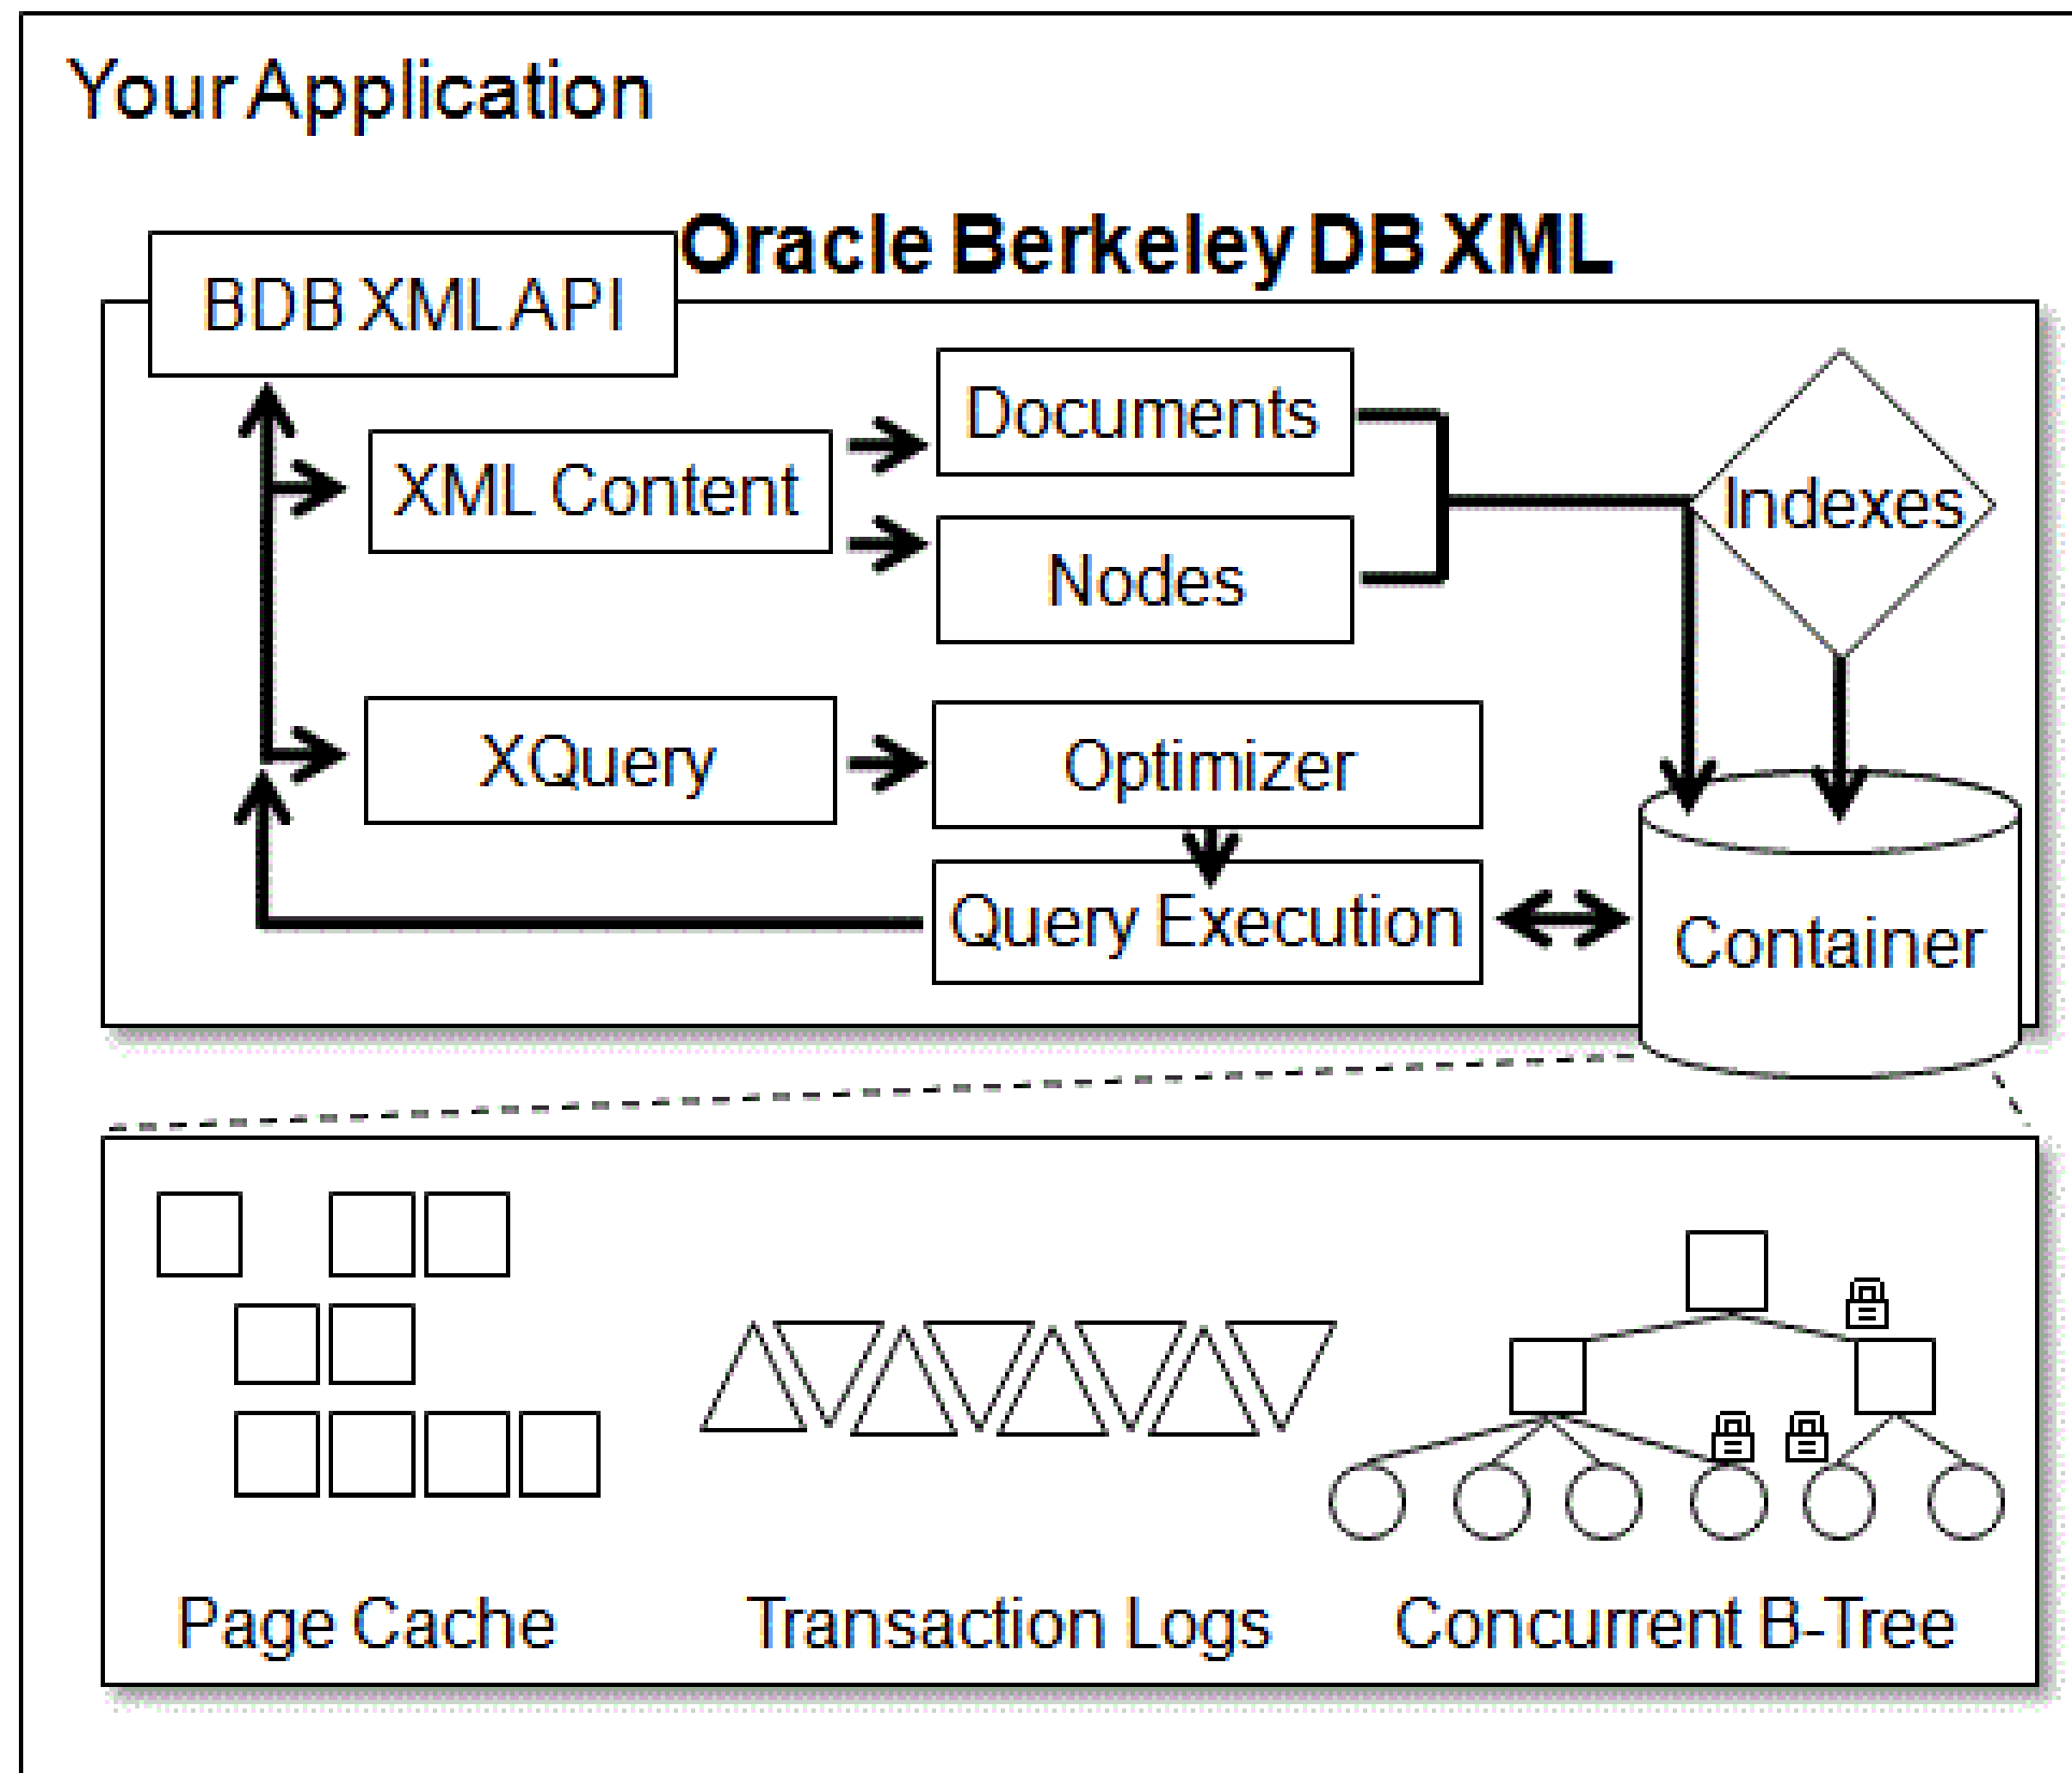 Your Application
Oracle Berkeley DB XML
BDB XML API
Documents
XML Content
Indexes
Nodes
XQuery
Optimizer
Query Execution
Container
Page Cache
Transaction Logs
Concurrent B-Tree